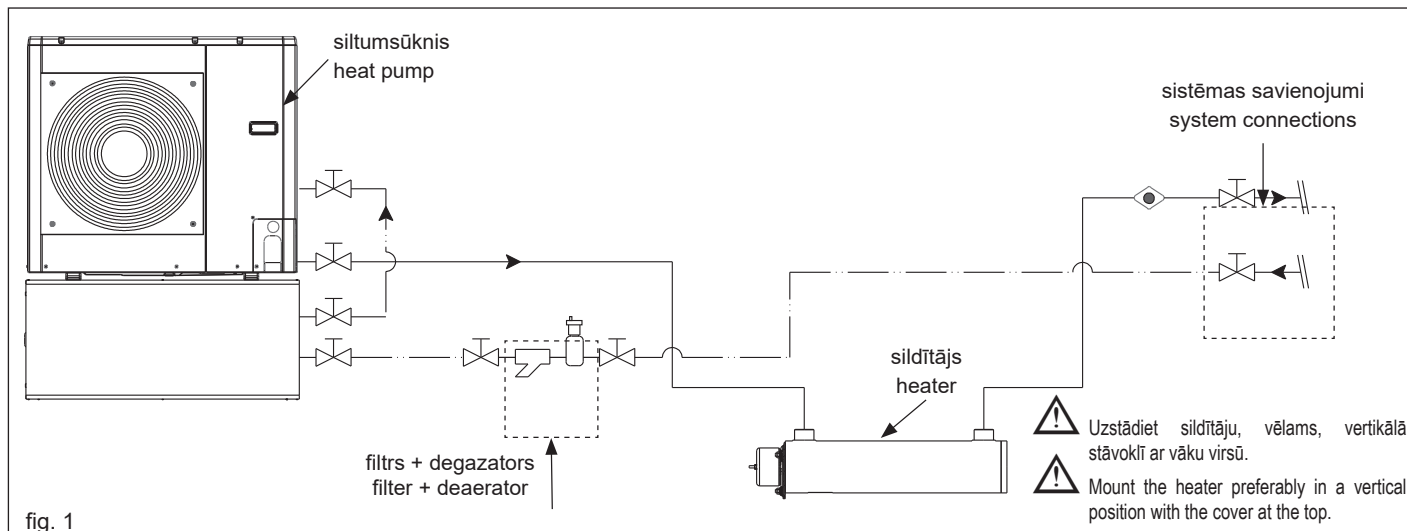 siltumsūknis
heat pump
sistēmas savienojumi
system connections
sildītājs
heater
filtrs + degazators
filter + deaerator
Uzstādiet sildītāju, vēlams, vertikālā
stāvoklī ar vāku virsū.
Mount the heater preferably in a vertical
position with the cover at the top.
fig. 1